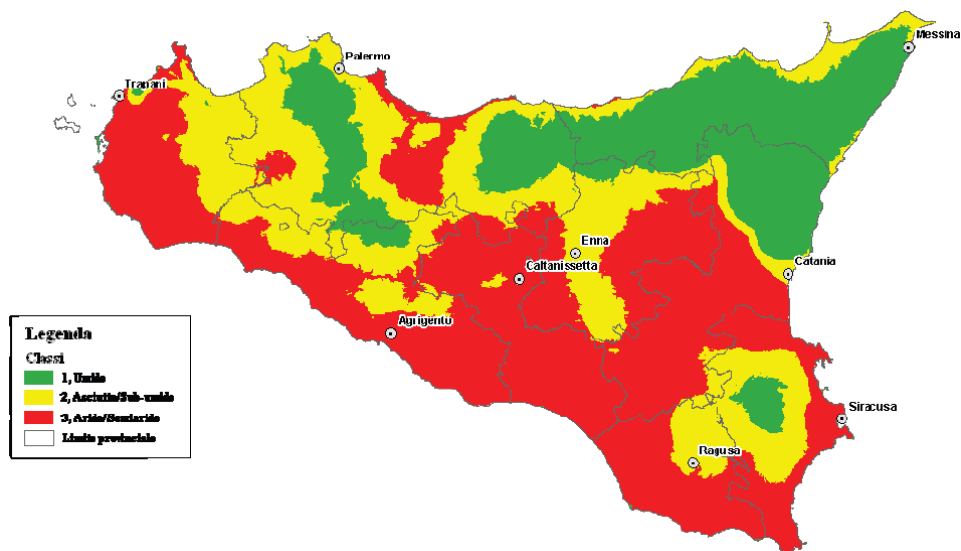 Messina
Palermo
Trapani
Enna
Caltanissetta
Catania
Agrigento
Siracusa
Ragusa
Legenda
Classi
1, Umido
2, Asciutto/Sub-umido
3, Arido/Semiarido
Limite provinciale